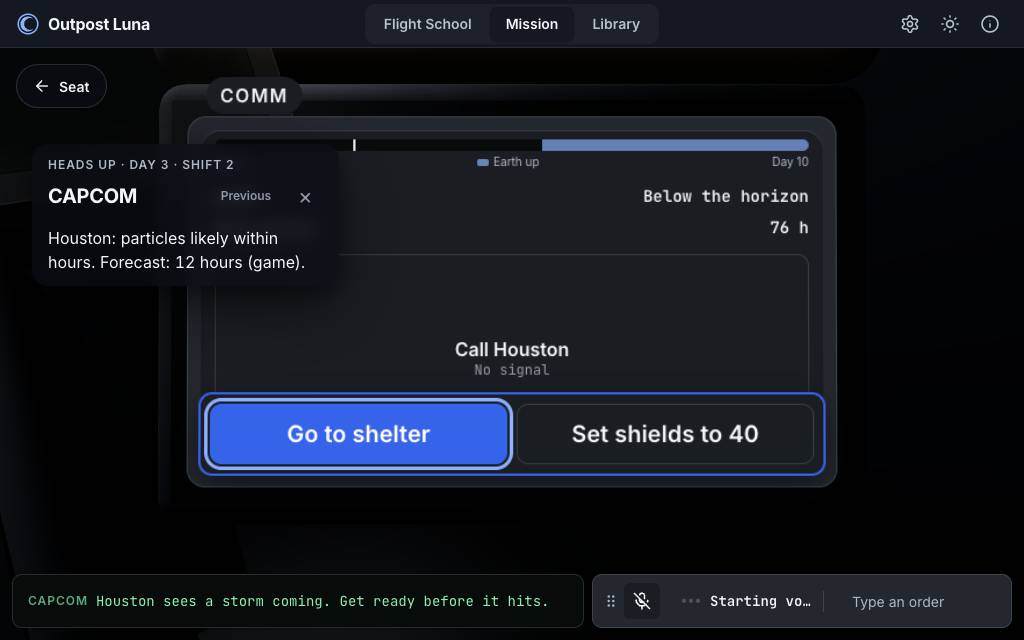 Outpost Luna
Flight School
Mission
Library
Seat
COMM
HEADS UP · DAY 3 · SHIFT 2
CAPCOM
Previous
Houston: particles likely within
hours. Forecast: 12 hours (game).
Earth up
Day 10
Below the horizon
76 h
Call Houston
No signal
Go to shelter
Set shields to 40
CAPCOM Houston sees a storm coming. Get ready before it hits.
Starting vo…
Type an order